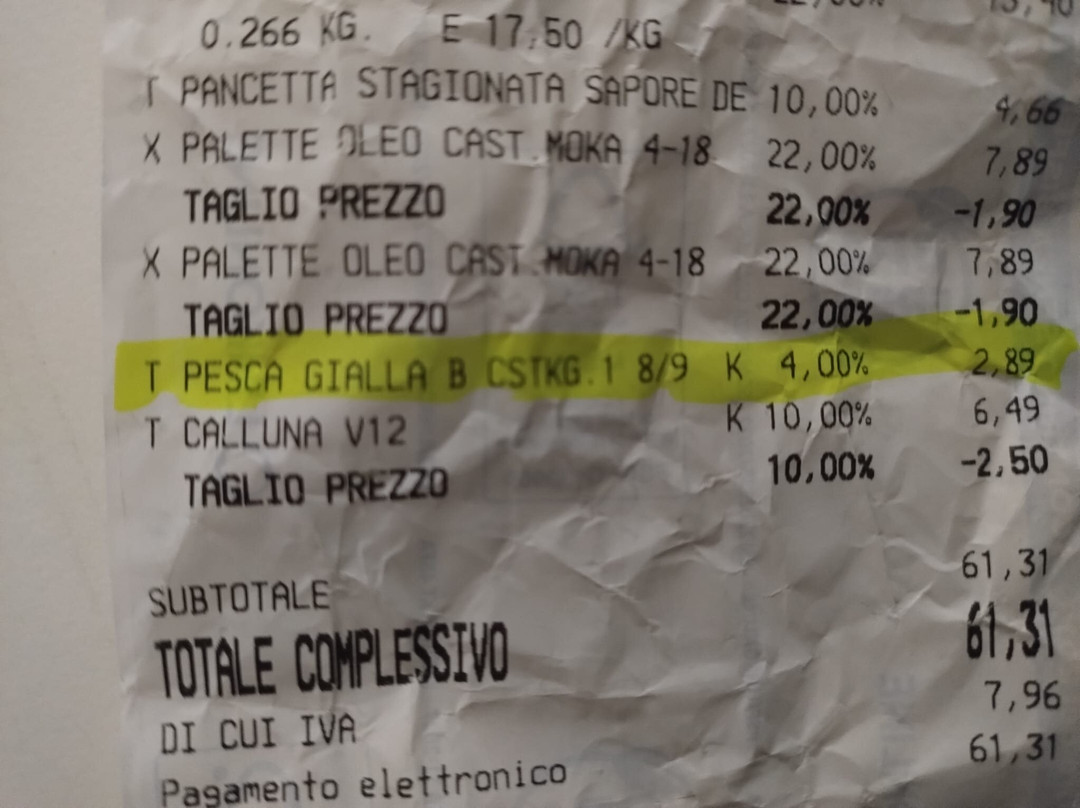 0.266 KG. E 17,50 /KG
T PANCETTA STAGIONATA SAPORE DE 10,00% 4,66
X PALETTE OLEO CAST.MOKA 4-18 22,00% 7,89
TAGLIO PREZZO 22,00% -1,90
X PALETTE OLEO CAST.MOKA 4-18 22,00% 7,89
TAGLIO PREZZO 22,00% -1,90
T PESCA GIALLA B CSTKG.1 8/9 K 4,00% 2,89
T CALLUNA V12 K 10,00% 6,49
TAGLIO PREZZO 10,00% -2,50
SUBTOTALE 61,31
TOTALE COMPLESSIVO 61,31
DI CUI IVA 7,96
Pagamento elettronico 61,31